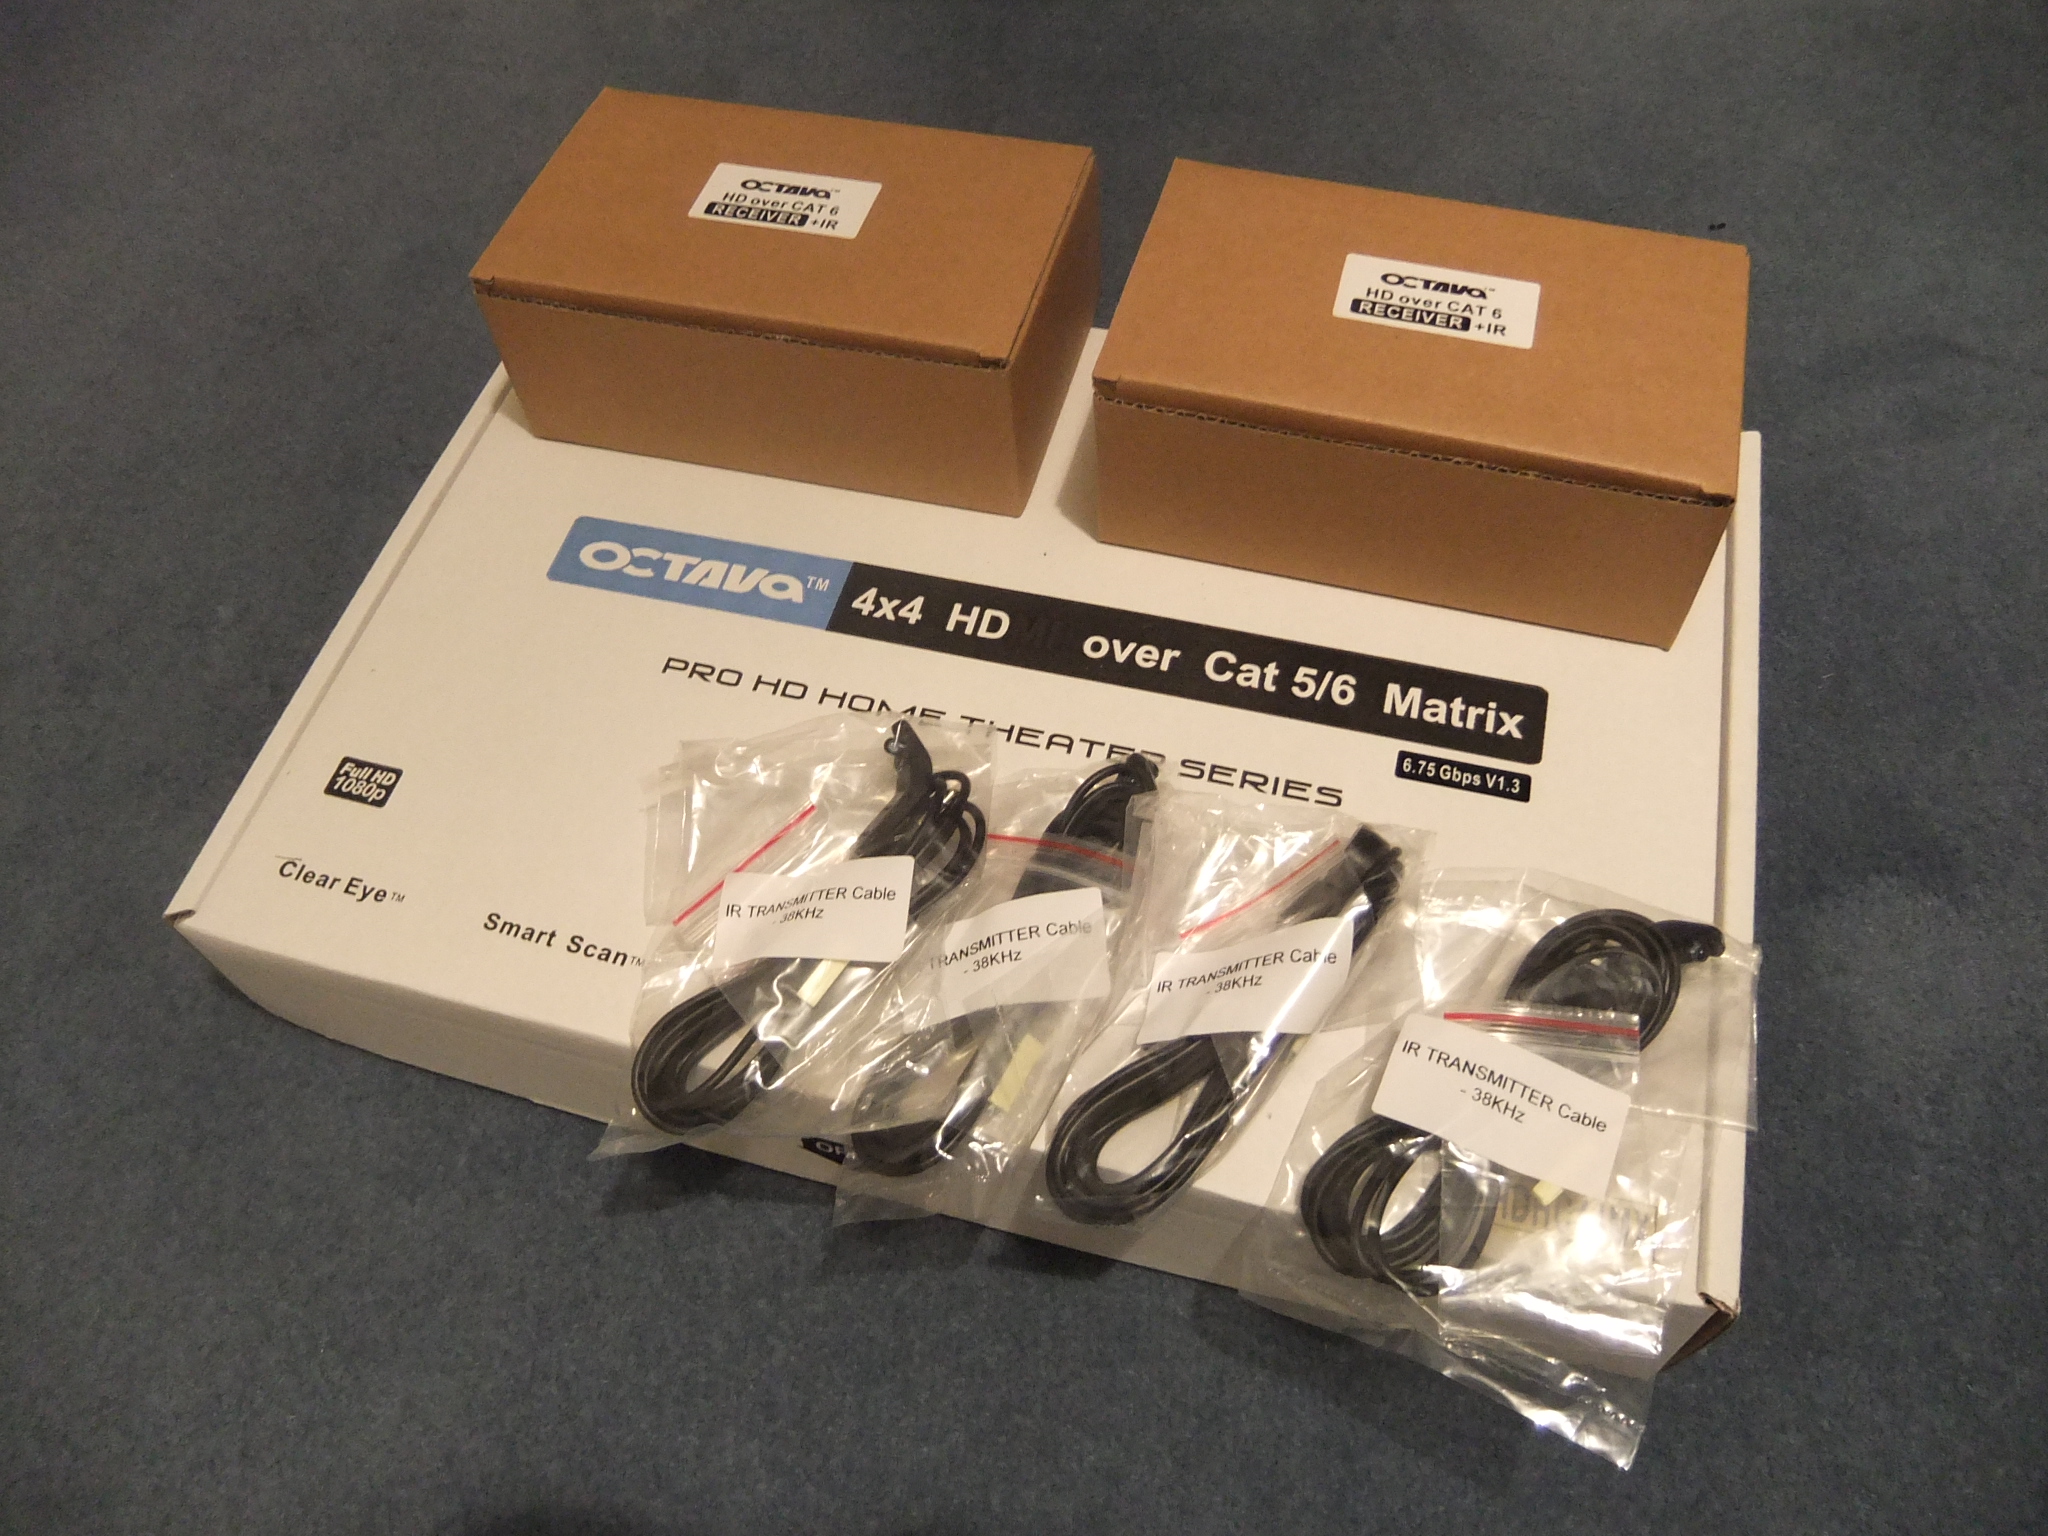 OCTAVA™
HD over CAT 6
RECEIVER +IR
OCTAVA™
HD over CAT 6
RECEIVER +IR
OCTAVA™ 4x4 HD over Cat 5/6 Matrix
PRO HD HOME THEATER SERIES
6.75 Gbps V1.3
Full HD
1080p
Clear Eye™
Smart Scan™
IR TRANSMITTER Cable
- 38KHz
TRANSMITTER Cable
- 38KHz
IR TRANSMITTER Cable
- 38KHz
IR TRANSMITTER Cable
- 38KHz